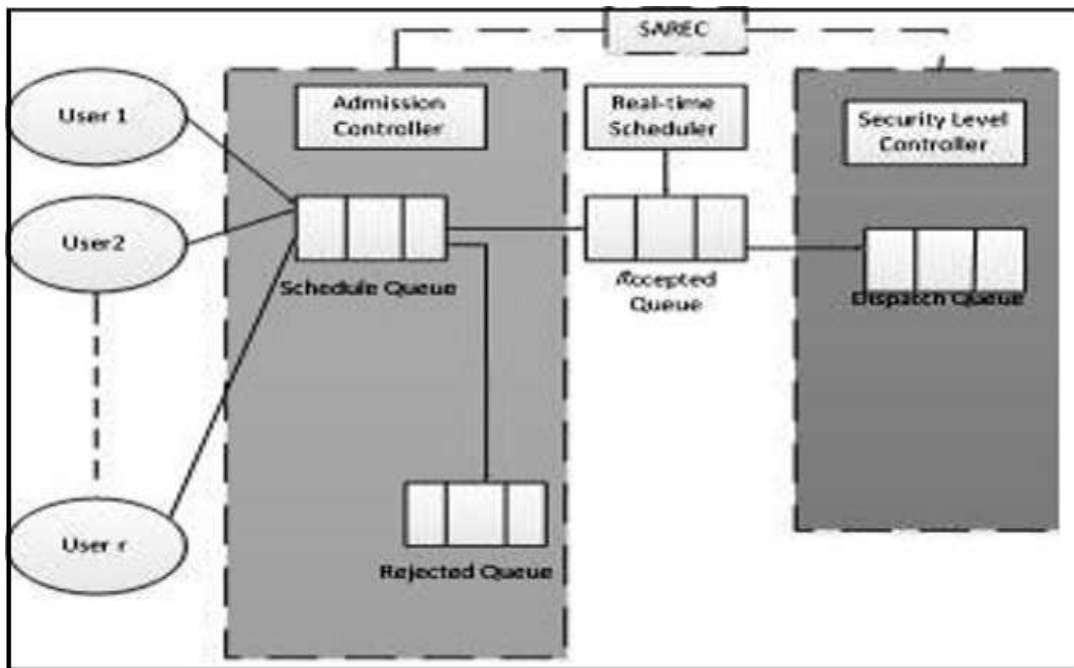 SAREC
User 1
Admission
Controller
Real-time
Scheduler
Security Level
Controller
User2
Schedule Queue
Accepted
Queue
Dispatch Queue
User r
Rejected Queue